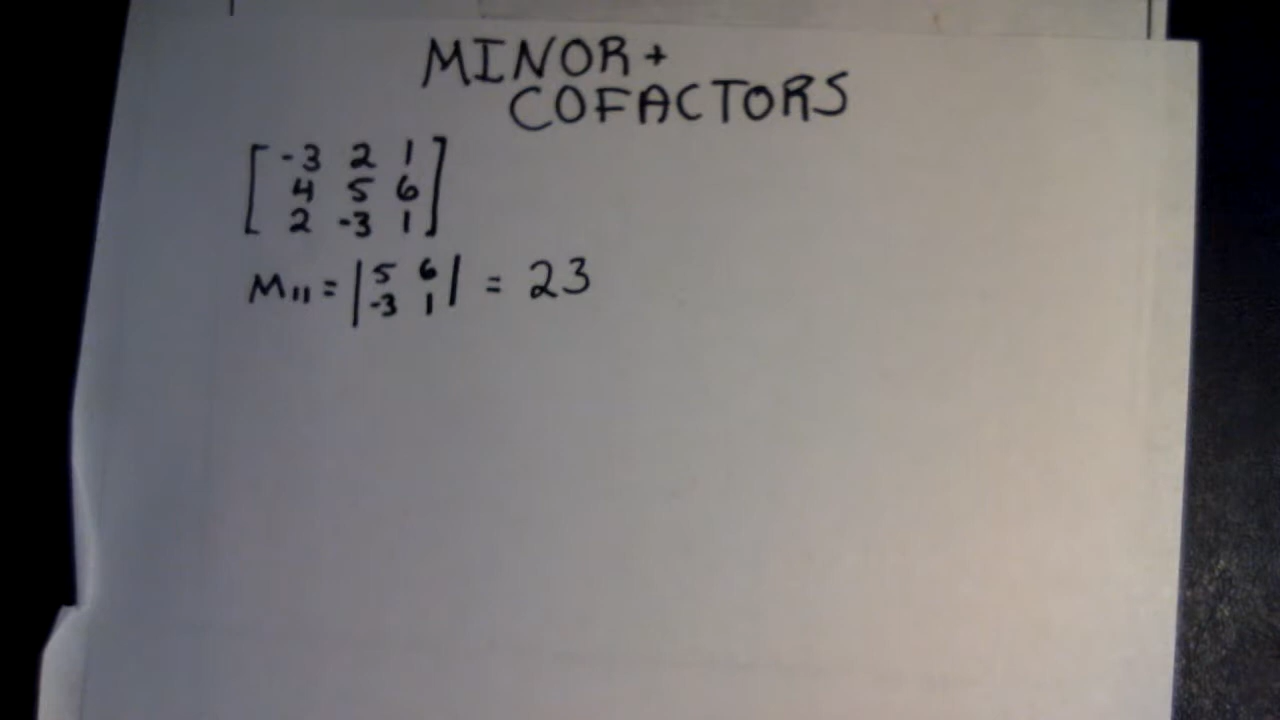 MINOR +
COFACTORS
[ -3 2 1 ]
4 5 6
2 -3 1
M11 = | 5 6 | = 23
-3 1